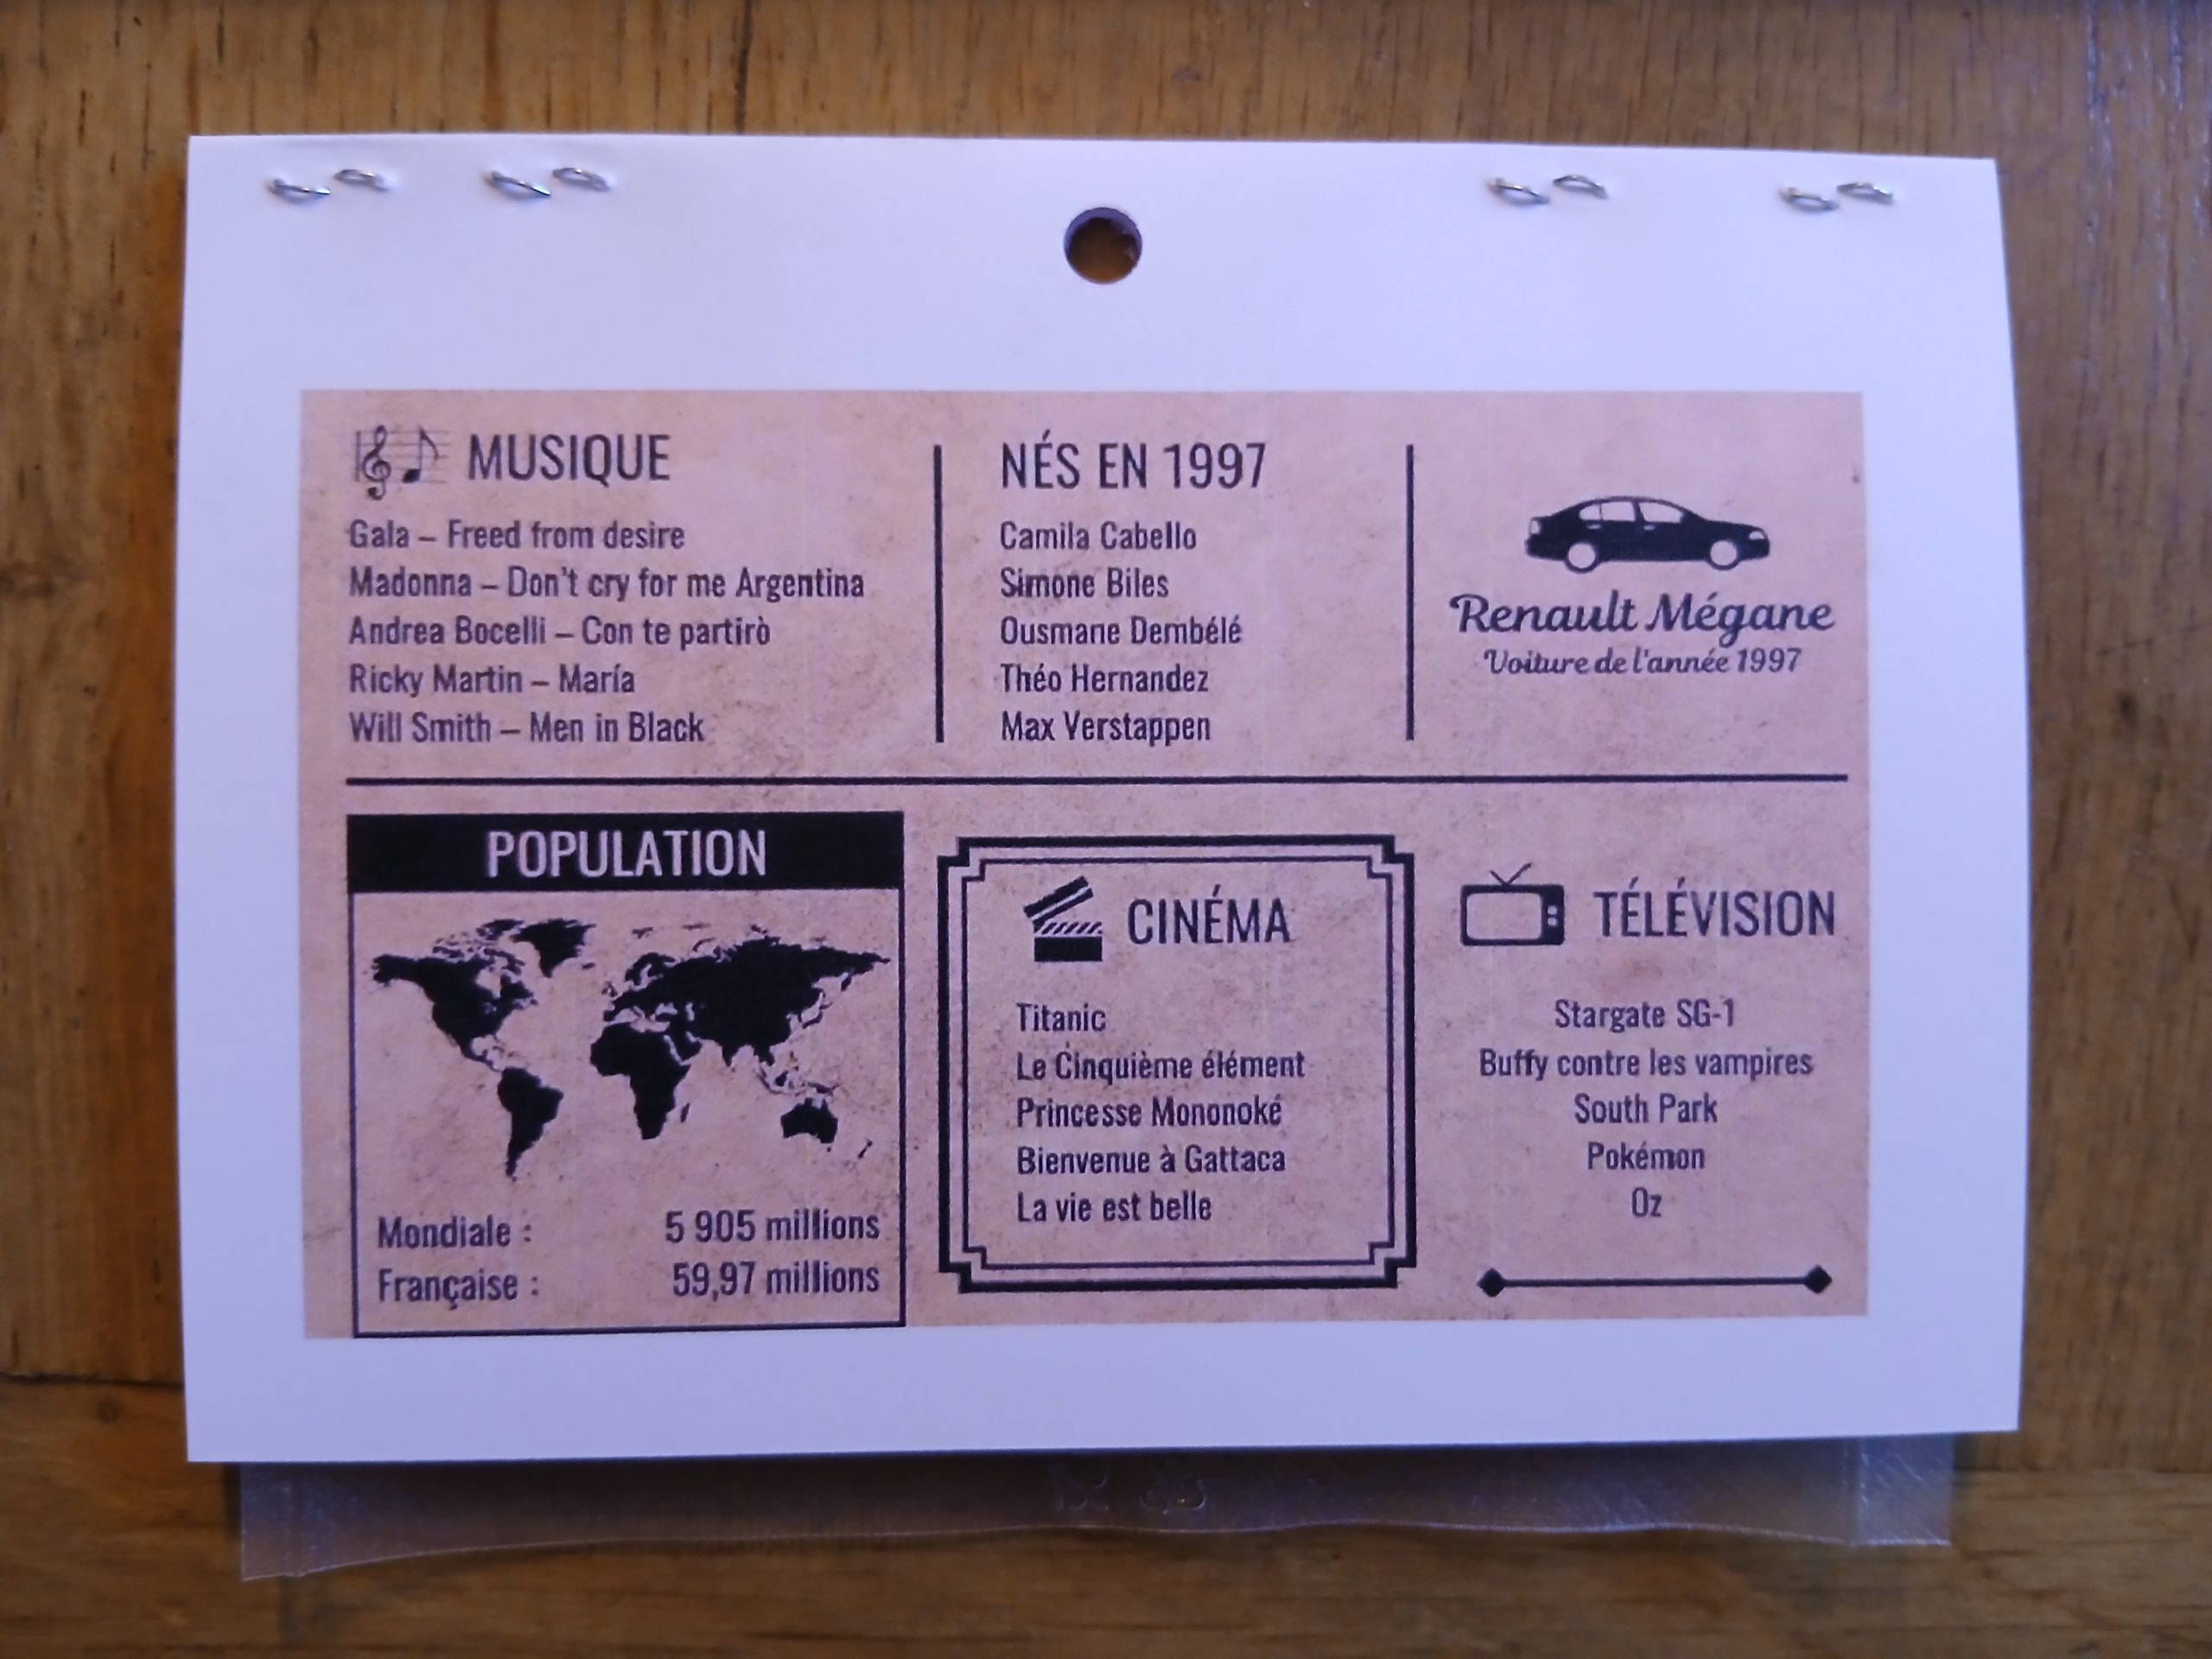 MUSIQUE
Gala – Freed from desire
Madonna – Don't cry for me Argentina
Andrea Bocelli – Con te partirò
Ricky Martin – María
Will Smith – Men in Black
NÉS EN 1997
Camila Cabello
Simone Biles
Ousmane Dembélé
Théo Hernandez
Max Verstappen
Renault Mégane
Voiture de l'année 1997
POPULATION
Mondiale : 5 905 millions
Française : 59,97 millions
CINÉMA
Titanic
Le Cinquième élément
Princesse Mononoké
Bienvenue à Gattaca
La vie est belle
TÉLÉVISION
Stargate SG-1
Buffy contre les vampires
South Park
Pokémon
Oz